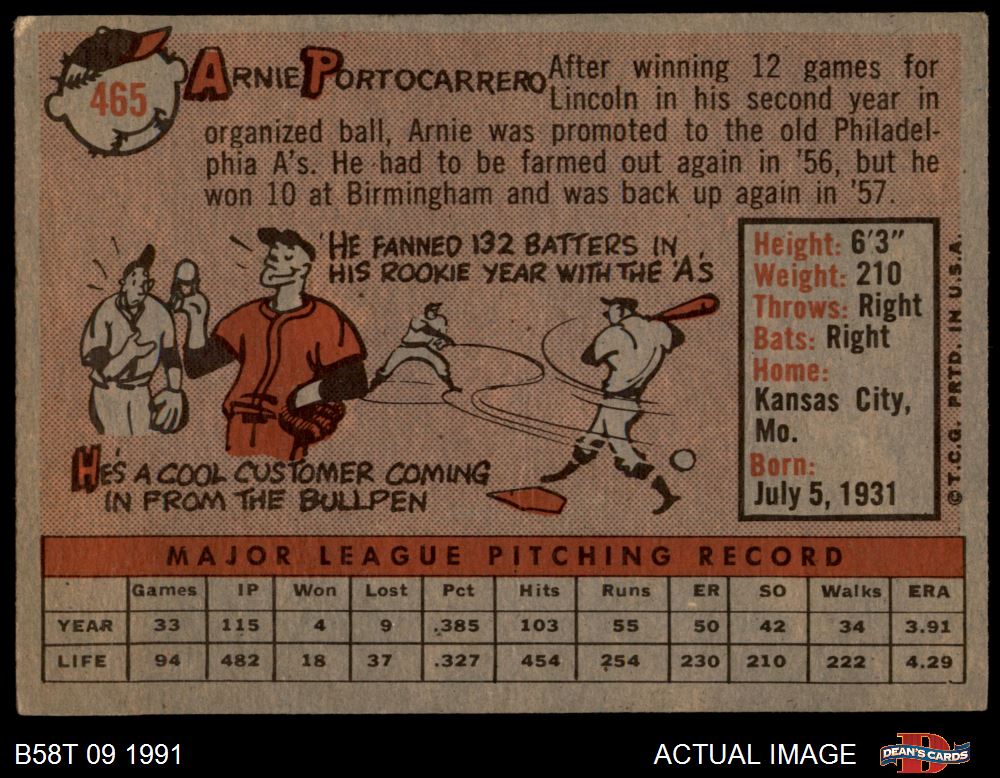 465
ARNIE PORTOCARRERO
After winning 12 games for
Lincoln in his second year in
organized ball, Arnie was promoted to the old Philadel-
phia A's. He had to be farmed out again in '56, but he
won 10 at Birmingham and was back up again in '57.
HE FANNED 132 BATTERS IN
HIS ROOKIE YEAR WITH THE 'A'S
HE'S A COOL CUSTOMER COMING
IN FROM THE BULLPEN
Height: 6'3"
Weight: 210
Throws: Right
Bats: Right
Home:
Kansas City,
Mo.
Born:
July 5, 1931
© T.C.G. PRTD. IN U.S.A.
MAJOR LEAGUE PITCHING RECORD
Games IP Won Lost Pct Hits Runs ER SO Walks ERA
YEAR 33 115 4 9 .385 103 55 50 42 34 3.91
LIFE 94 482 18 37 .327 454 254 230 210 222 4.29
B58T 09 1991
ACTUAL IMAGE
DEAN'S CARDS